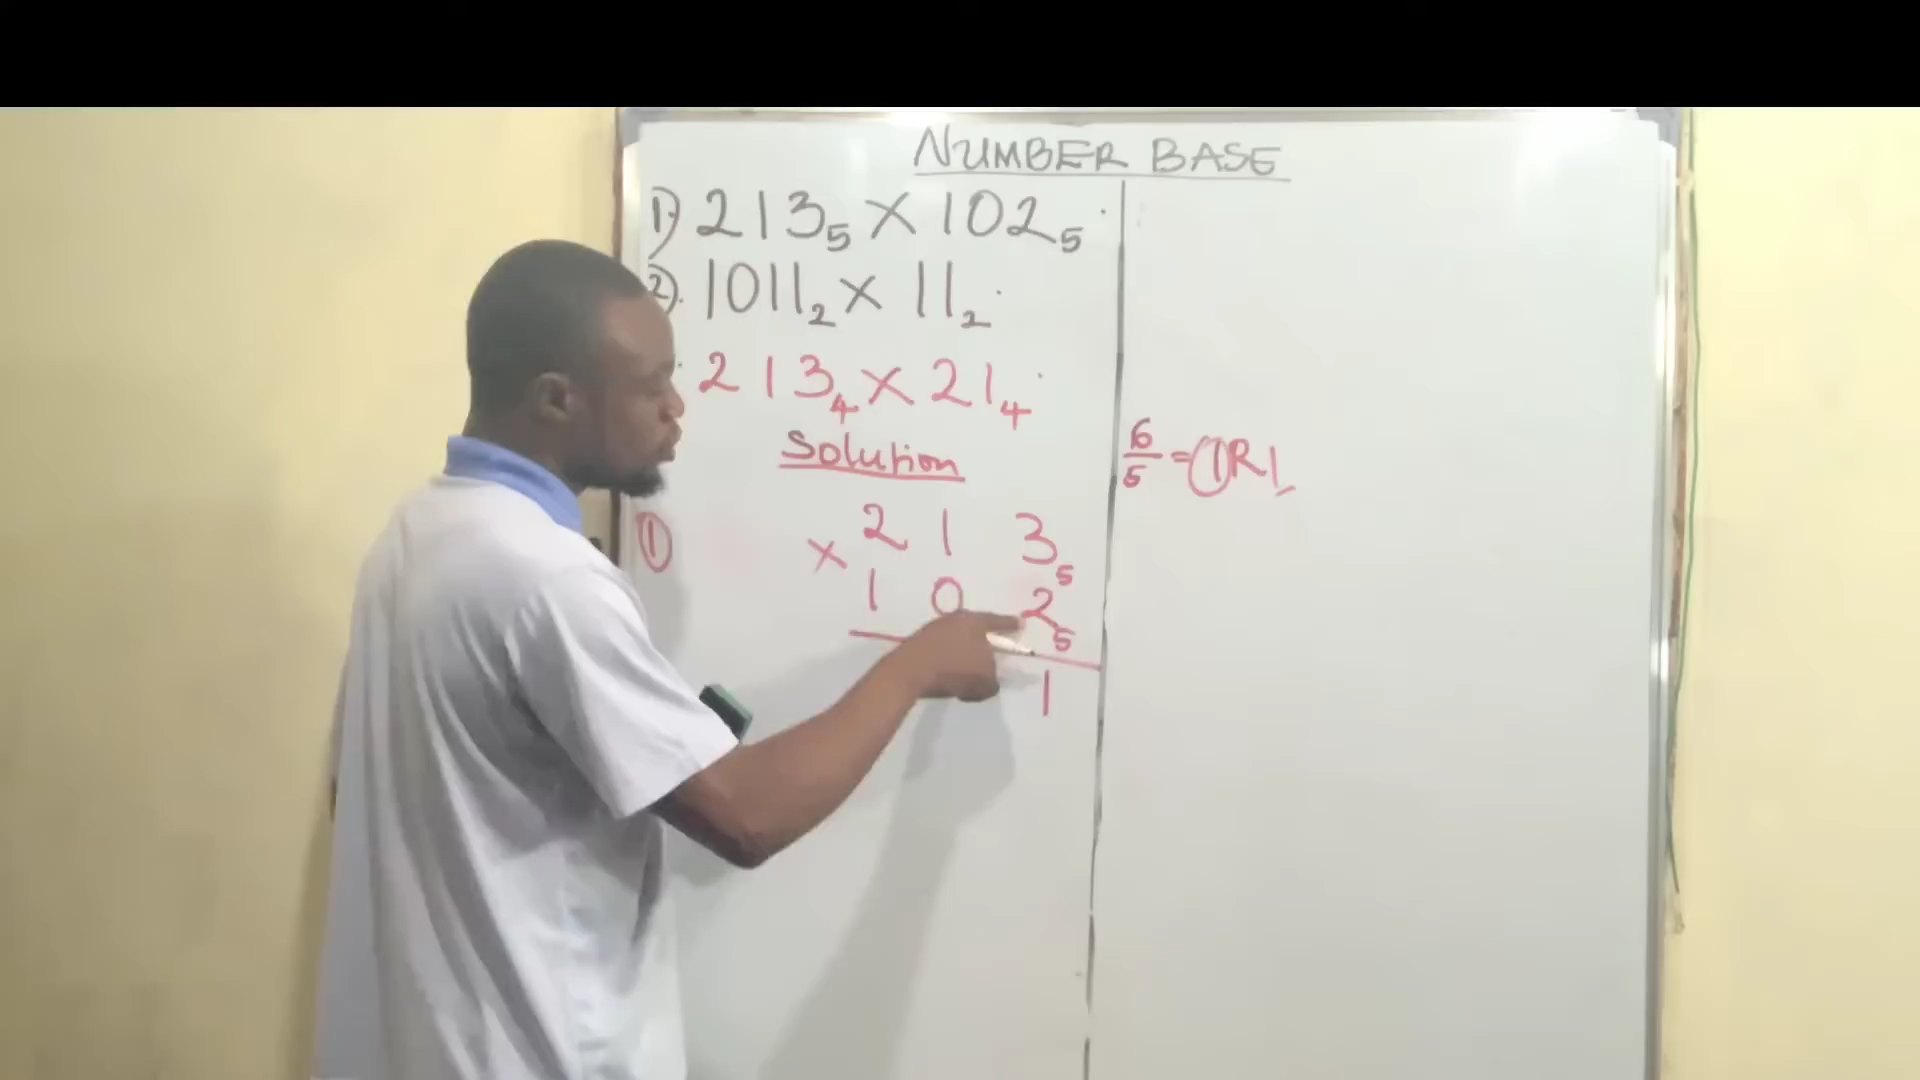 NUMBER BASE
1) 213₅ × 102₅
2). 1011₂ × 11₂
213₄ × 21₄
Solution
① 2 1 3₅
× 1 0 2₅
1
6/5 = ① R 1